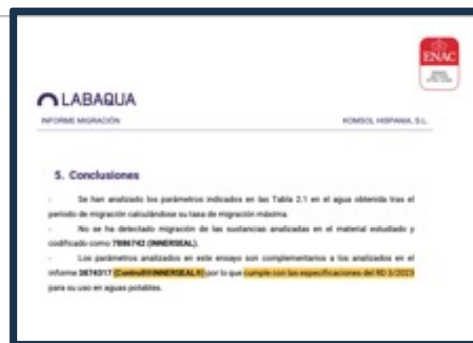 ENAC
LABAQUA
INFORME MIGRACIÓN
KOMSOL HISPANIA, S.L.
5. Conclusiones
- Se han analizado los parámetros indicados en las Tabla 2.1 en el agua obtenida tras el
periodo de migración calculándose su tasa de migración máxima.
- No se ha detectado migración de las sustancias analizadas en el material estudiado y
codificado como 7886742 (INNERSEAL).
- Los parámetros analizados en este ensayo son complementarios a los analizados en el
informe 3874317 (Control®INNERSEAL®) por lo que cumple con las especificaciones del RD 3/2023
para su uso en aguas potables.